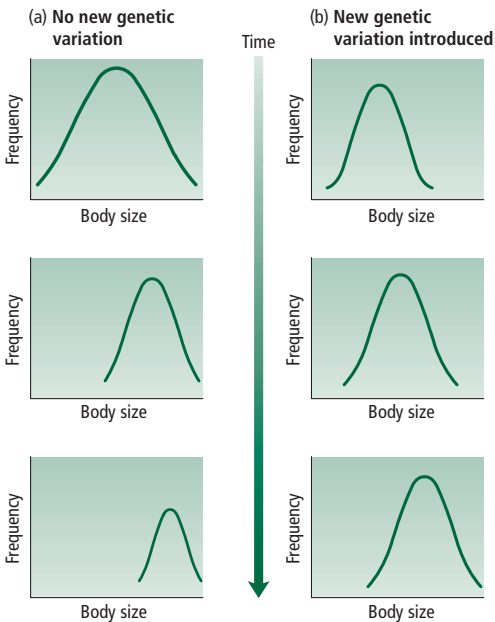 (a) No new genetic
variation
Time
(b) New genetic
variation introduced
Frequency
Body size
Frequency
Body size
Frequency
Body size
Frequency
Body size
Frequency
Body size
Frequency
Body size